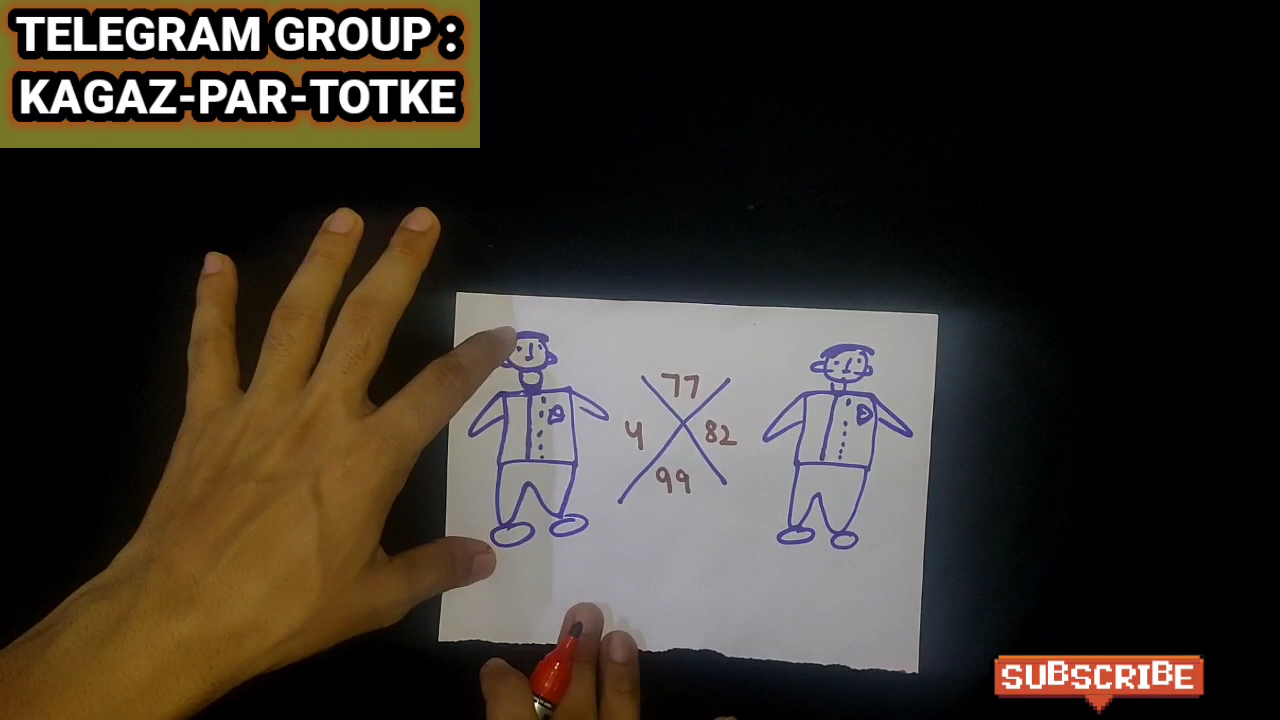 TELEGRAM GROUP :
KAGAZ-PAR-TOTKE
77
4 82
99
SUBSCRIBE